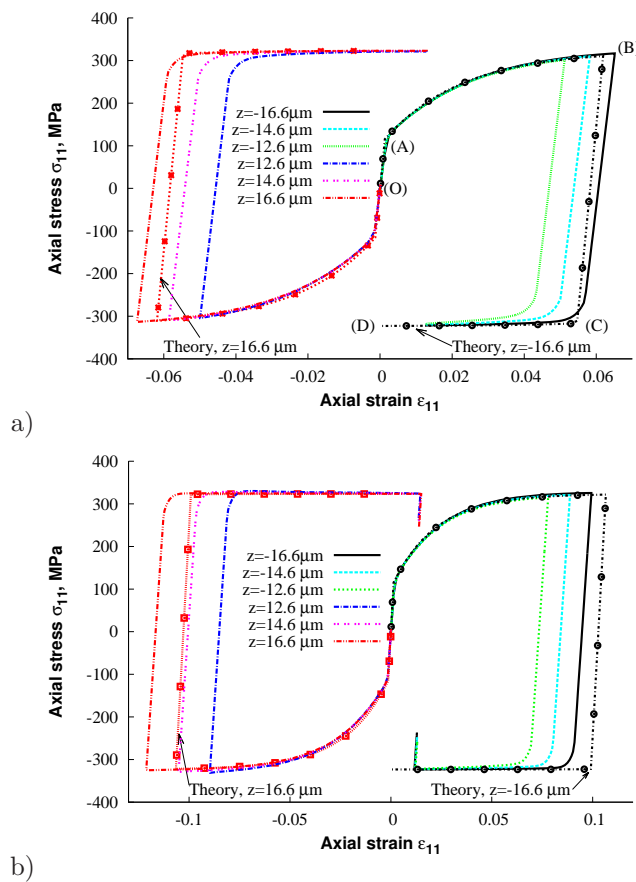 400
300
200
100
0
-100
-200
-300
-400
Axial stress σ11, MPa
z=-16.6μm
z=-14.6 μm
z=-12.6 μm
z=12.6 μm
z=14.6 μm
z=16.6 μm
(B)
(A)
(O)
(D)
(C)
Theory, z=16.6 μm
Theory, z=-16.6 μm
-0.06 -0.04 -0.02 0 0.02 0.04 0.06
Axial strain ε11
a)
400
300
200
100
0
-100
-200
-300
-400
Axial stress σ11, MPa
z=-16.6μm
z=-14.6 μm
z=-12.6 μm
z=12.6 μm
z=14.6 μm
z=16.6 μm
Theory, z=16.6 μm
Theory, z=-16.6 μm
-0.1 -0.05 0 0.05 0.1
Axial strain ε11
b)